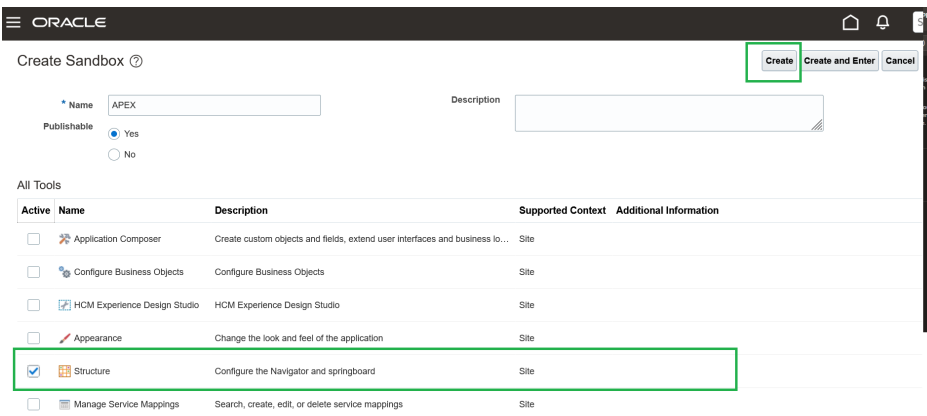 ORACLE
Create Sandbox
Create Create and Enter Cancel
* Name APEX
Description
Publishable
Yes
No
All Tools
Active Name Description Supported Context Additional Information
Application Composer Create custom objects and fields, extend user interfaces and business lo... Site
Configure Business Objects Configure Business Objects Site
HCM Experience Design Studio HCM Experience Design Studio Site
Appearance Change the look and feel of the application Site
Structure Configure the Navigator and springboard Site
Manage Service Mappings Search, create, edit, or delete service mappings Site